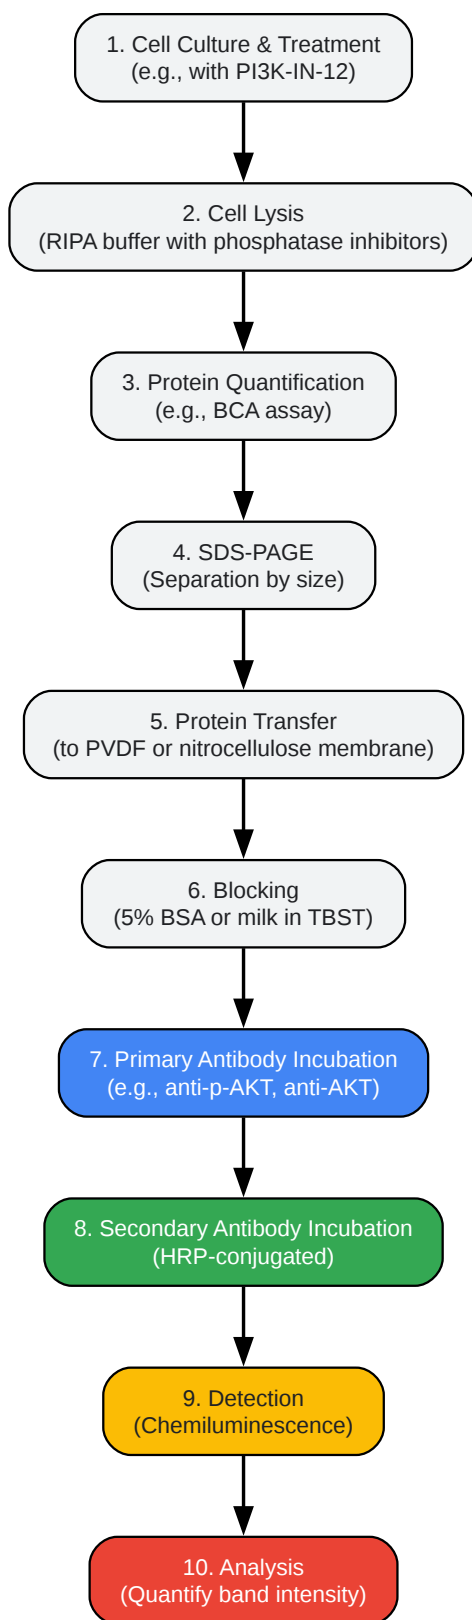 1. Cell Culture & Treatment
(e.g., with PI3K-IN-12)
2. Cell Lysis
(RIPA buffer with phosphatase inhibitors)
3. Protein Quantification
(e.g., BCA assay)
4. SDS-PAGE
(Separation by size)
5. Protein Transfer
(to PVDF or nitrocellulose membrane)
6. Blocking
(5% BSA or milk in TBST)
7. Primary Antibody Incubation
(e.g., anti-p-AKT, anti-AKT)
8. Secondary Antibody Incubation
(HRP-conjugated)
9. Detection
(Chemiluminescence)
10. Analysis
(Quantify band intensity)